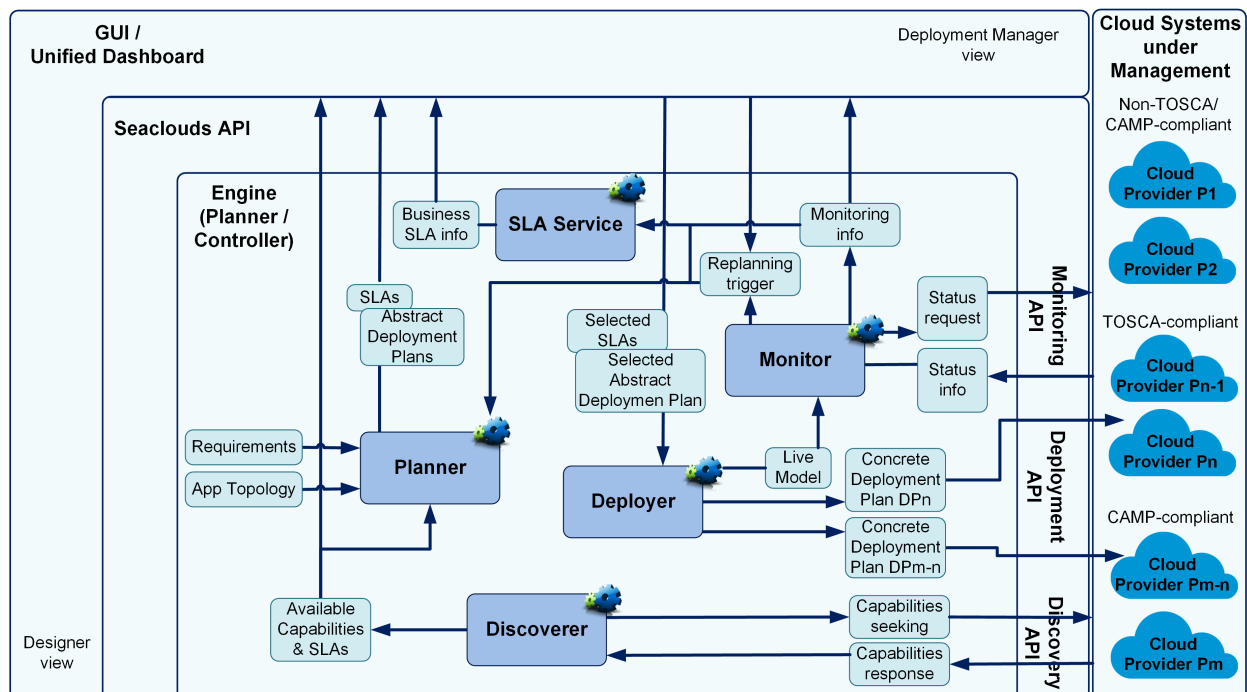 GUI /
Unified Dashboard
Deployment Manager
view
Cloud Systems
under
Management
Non-TOSCA/
CAMP-compliant
Seaclouds API
Cloud
Provider P1
Engine
(Planner /
Controller)
Business
SLA info
SLA Service
Monitoring
info
Cloud
Provider P2
Replanning
trigger
Status
request
Monitoring
API
SLAs
Abstract
Deployment
Plans
Selected
SLAs
Selected
Abstract
Deploymen Plan
Monitor
Status
info
TOSCA-compliant
Cloud
Provider Pn-1
Cloud
Provider Pn
Requirements
App Topology
Planner
Deployer
Live
Model
Concrete
Deployment
Plan DPn
Concrete
Deployment
Plan DPm-n
Deployment
API
CAMP-compliant
Cloud
Provider Pm-n
Available
Capabilities
& SLAs
Discoverer
Capabilities
seeking
Capabilities
response
Discovery
API
Cloud
Provider Pm
Designer
view